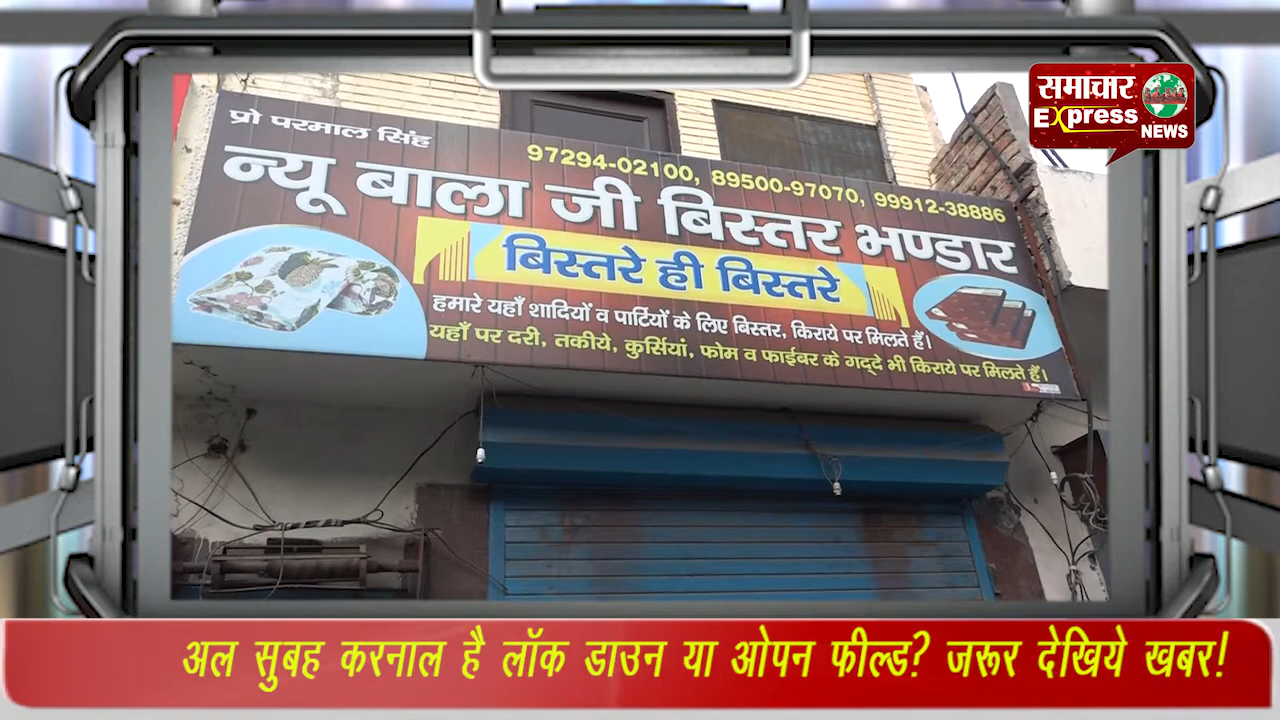 समाचार
Express
NEWS
प्रो परमाल सिंह
97294-02100, 89500-97070, 99912-38886
न्यू बाला जी बिस्तर भण्डार
बिस्तरे ही बिस्तरे
हमारे यहाँ शादियों व पार्टियों के लिए बिस्तर, किराये पर मिलते हैं।
यहाँ पर दरी, तकीये, कुर्सियां, फोम व फाईबर के गद्दे भी किराये पर मिलते हैं।
अल सुबह करनाल है लॉक डाउन या ओपन फील्ड? जरूर देखिये खबर!